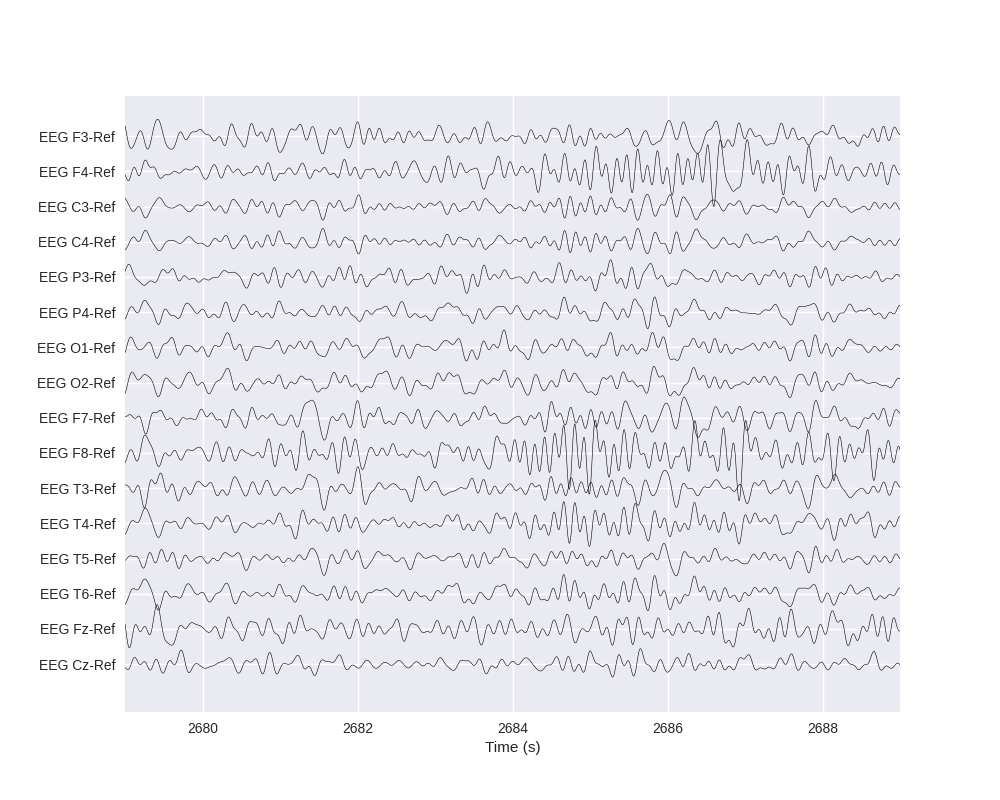 EEG F3-Ref
EEG F4-Ref
EEG C3-Ref
EEG C4-Ref
EEG P3-Ref
EEG P4-Ref
EEG O1-Ref
EEG O2-Ref
EEG F7-Ref
EEG F8-Ref
EEG T3-Ref
EEG T4-Ref
EEG T5-Ref
EEG T6-Ref
EEG Fz-Ref
EEG Cz-Ref
2680 2682 2684 2686 2688
Time (s)